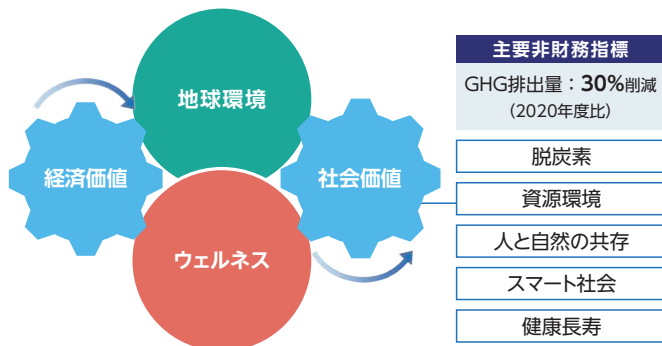 地球環境
経済価値
社会価値
ウェルネス
主要非財務指標
GHG排出量：30%削減
（2020年度比）
脱炭素
資源環境
人と自然の共存
スマート社会
健康長寿